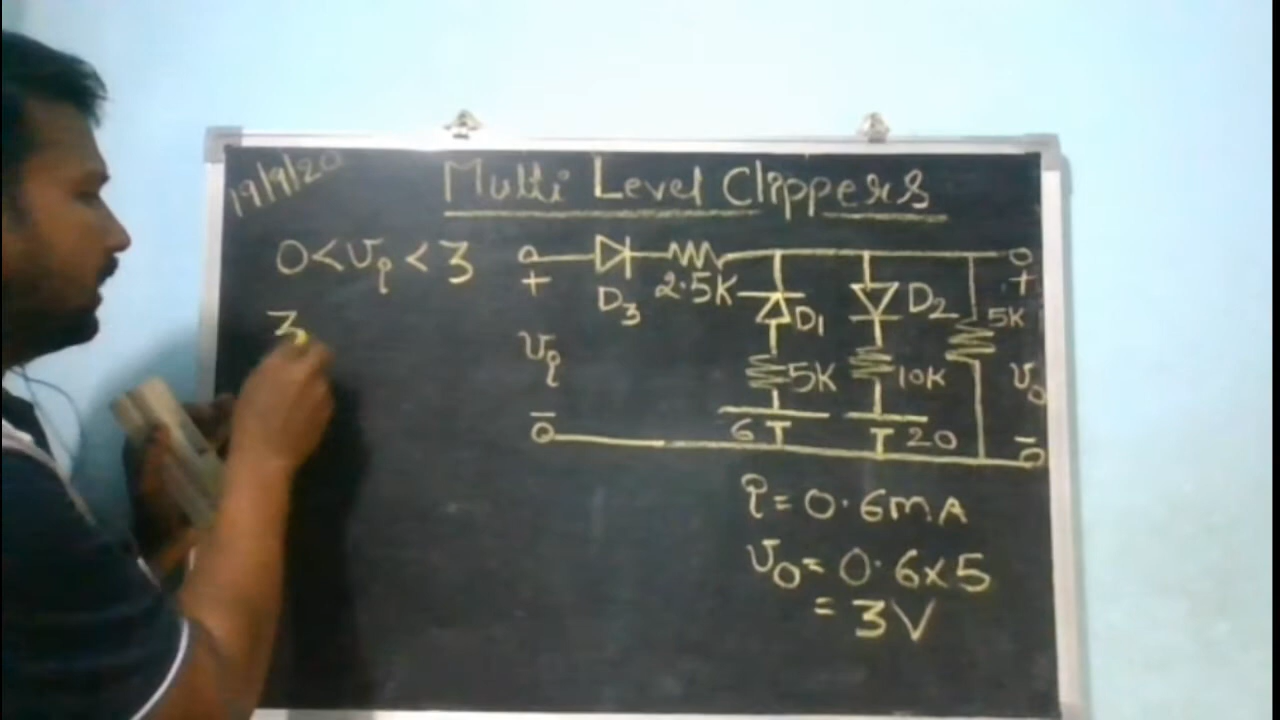 19/9/20
Multi Level Clippers
0 < vi < 3
3
+
D3
2.5K
D1
D2
5K
+
vi
5K
10K
vo
-
6
20
-
i = 0.6mA
vo = 0.6x5
= 3V